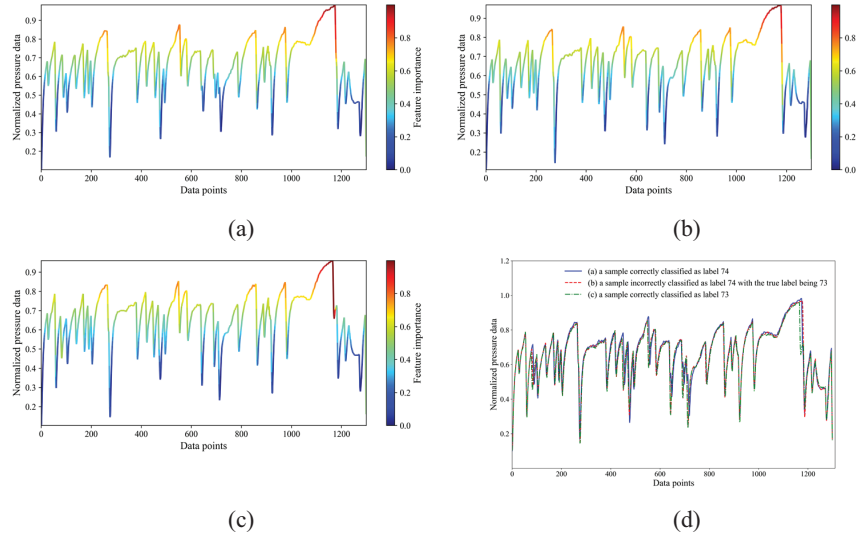 0.9
0.8
0.7
0.6
0.5
0.4
0.3
0.2
Normalized pressure data
0 200 400 600 800 1000 1200
Data points
0.8
0.6
0.4
0.2
0.0
Feature importance
(a)
0.9
0.8
0.7
0.6
0.5
0.4
0.3
0.2
Normalized pressure data
0 200 400 600 800 1000 1200
Data points
0.8
0.6
0.4
0.2
0.0
Feature importance
(b)
0.9
0.8
0.7
0.6
0.5
0.4
0.3
0.2
Normalized pressure data
0 200 400 600 800 1000 1200
Data points
0.8
0.6
0.4
0.2
0.0
Feature importance
(c)
1.2
1.0
0.8
0.6
0.4
0.2
Normalized pressure data
(a) a sample correctly classified as label 74
(b) a sample incorrectly classified as label 74 with the true label being 73
(c) a sample correctly classified as label 73
0 200 400 600 800 1000 1200
Data points
(d)